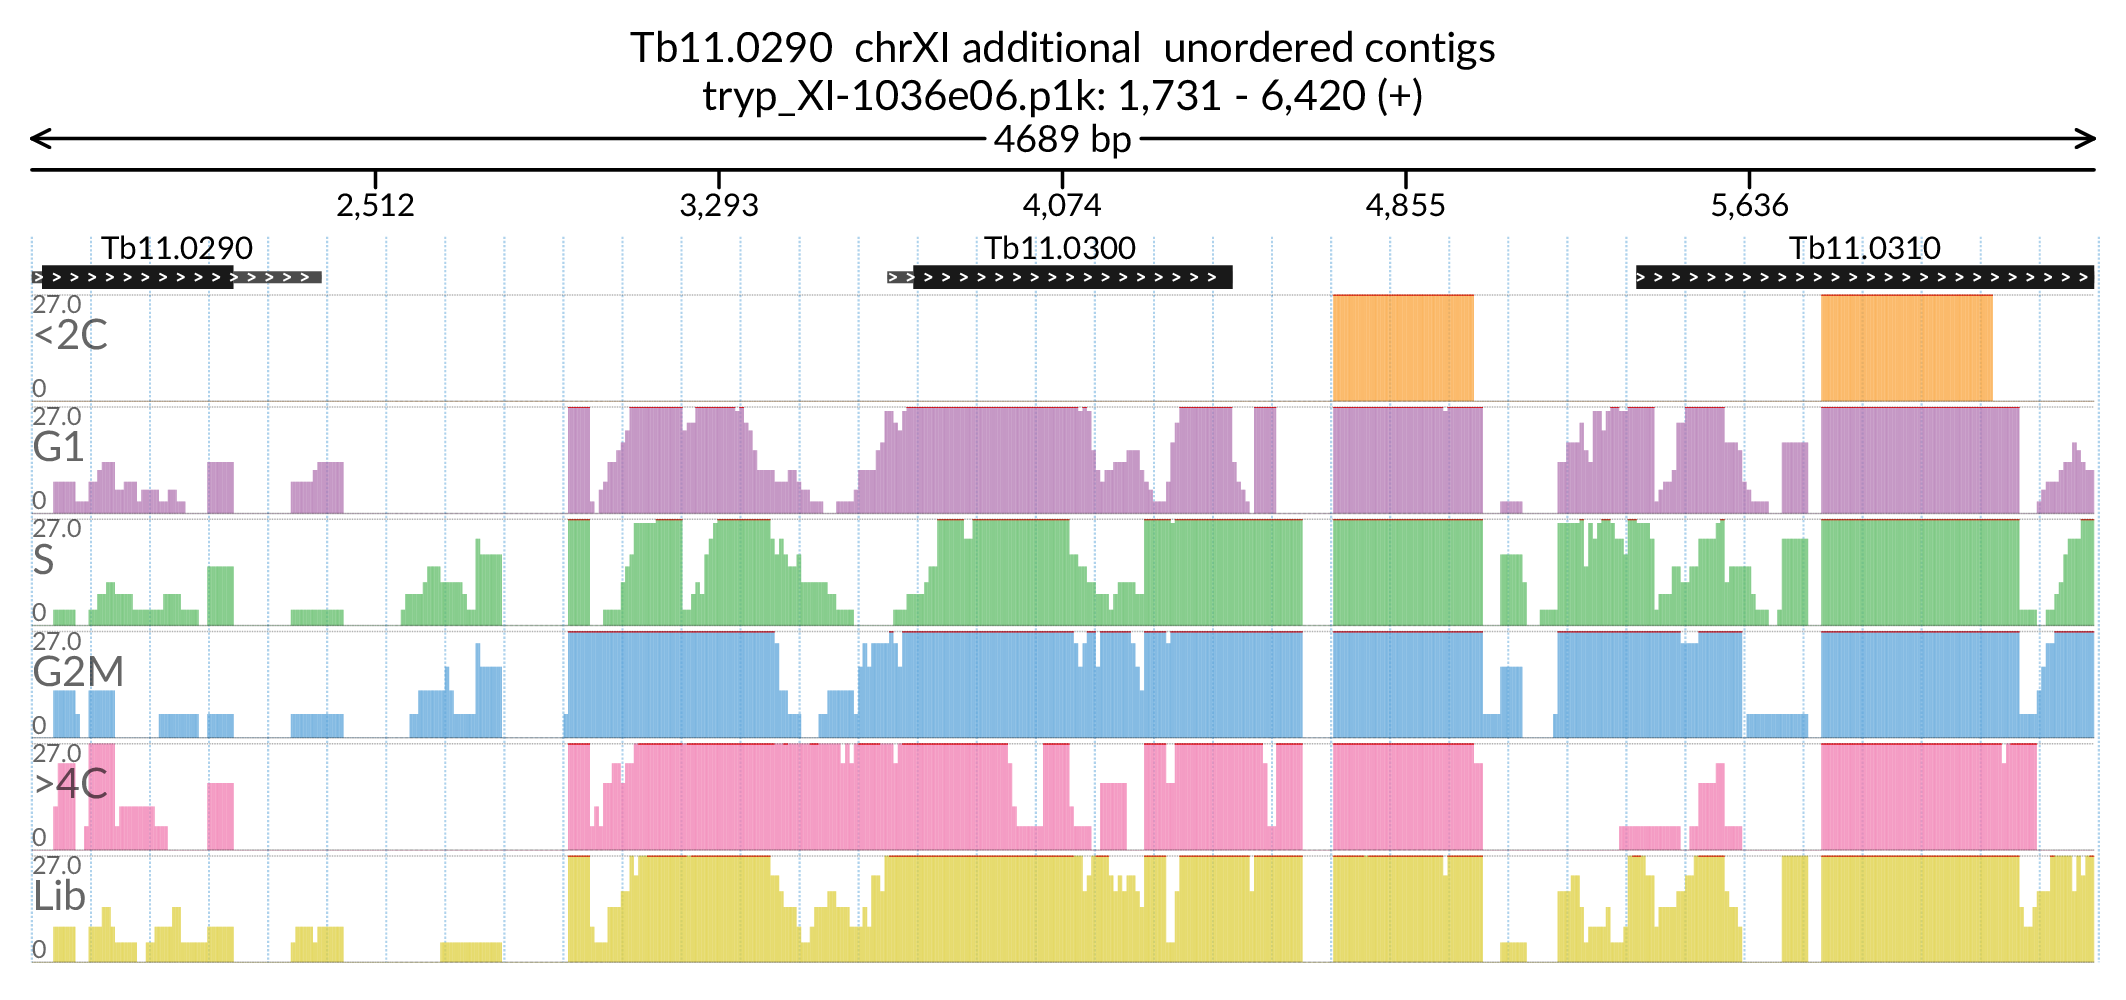 Tb11.0290  chrXI additional  unordered contigs
tryp_XI-1036e06.p1k: 1,731 - 6,420 (+)
4689 bp
2,512 3,293 4,074 4,855 5,636
Tb11.0290 Tb11.0300 Tb11.0310
27.0
<2C
0
27.0
G1
0
27.0
S
0
27.0
G2M
0
27.0
>4C
0
27.0
Lib
0